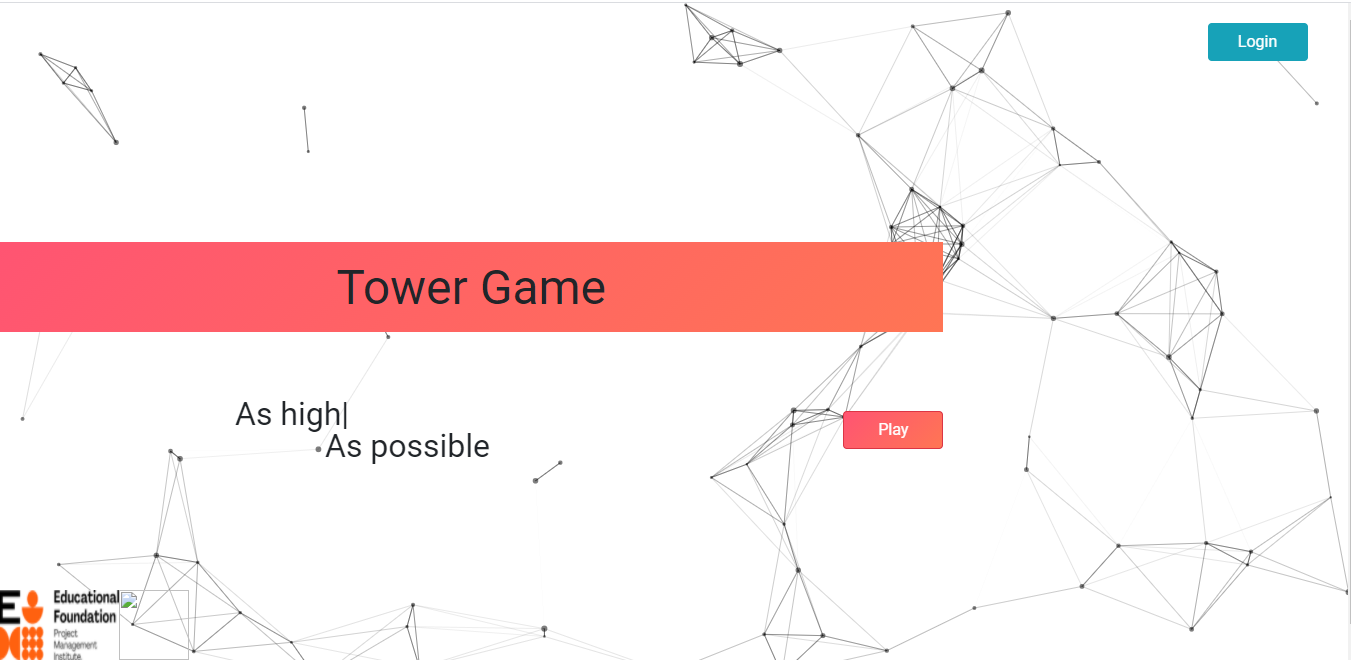 Login
Tower Game
As high|
As possible
Play
E
Educational
Foundation
Project
Management
Institute.